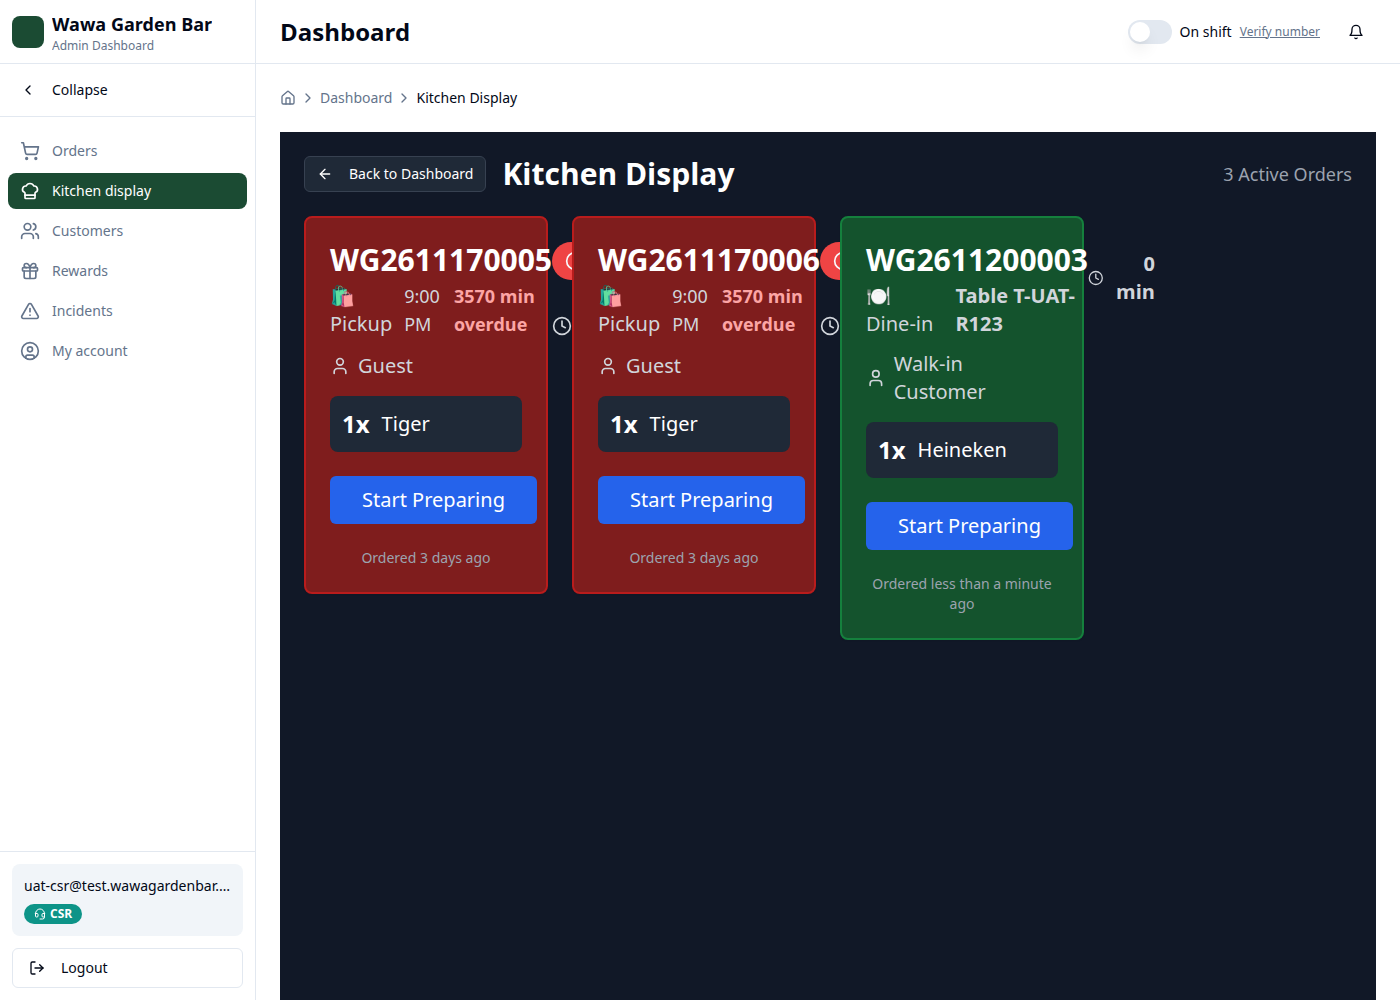 Wawa Garden Bar
Admin Dashboard
Collapse
Orders
Kitchen display
Customers
Rewards
Incidents
My account
uat-csr@test.wawagardenbar....
CSR
Logout
Dashboard
On shift
Verify number
Dashboard
Kitchen Display
Back to Dashboard
Kitchen Display
3 Active Orders
WG2611170005
Pickup
9:00
PM
3570 min
overdue
Guest
1x Tiger
Start Preparing
Ordered 3 days ago
WG2611170006
Pickup
9:00
PM
3570 min
overdue
Guest
1x Tiger
Start Preparing
Ordered 3 days ago
WG2611200003
0
min
Dine-in
Table T-UAT-
R123
Walk-in
Customer
1x Heineken
Start Preparing
Ordered less than a minute
ago